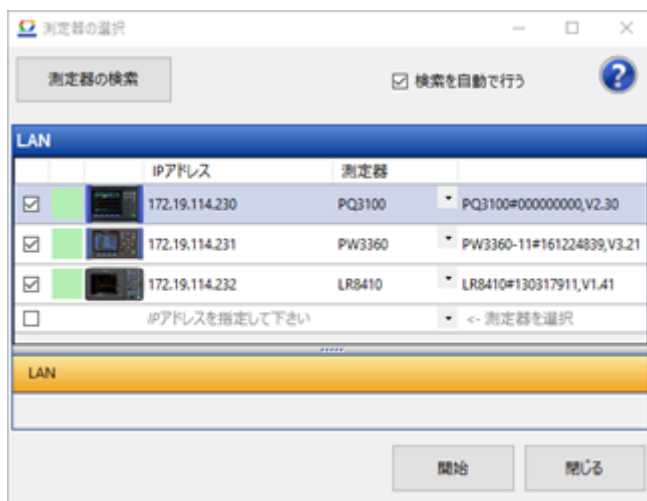 測定器の選択
測定器の検索
検索を自動で行う
LAN
IPアドレス 測定器
172.19.114.230 PQ3100 PQ3100#000000000,V2.30
172.19.114.231 PW3360 PW3360-11#161224839,V3.21
172.19.114.232 LR8410 LR8410#130317911,V1.41
IPアドレスを指定して下さい <- 測定器を選択
LAN
開始 閉じる